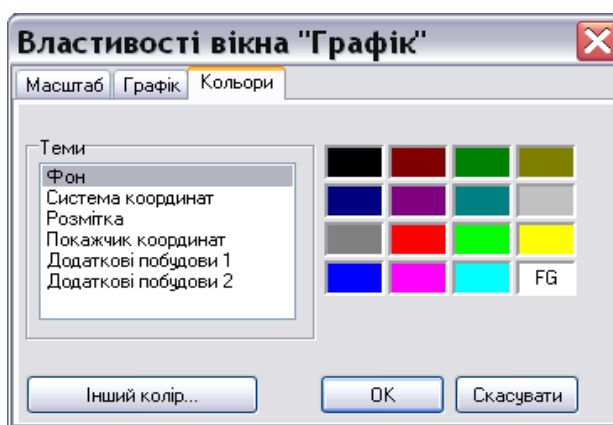 Властивості вікна "Графік"
Масштаб Графік Кольори
Теми
Фон
Система координат
Розмітка
Покажчик координат
Додаткові побудови 1
Додаткові побудови 2
FG
Інший колір... OK Скасувати